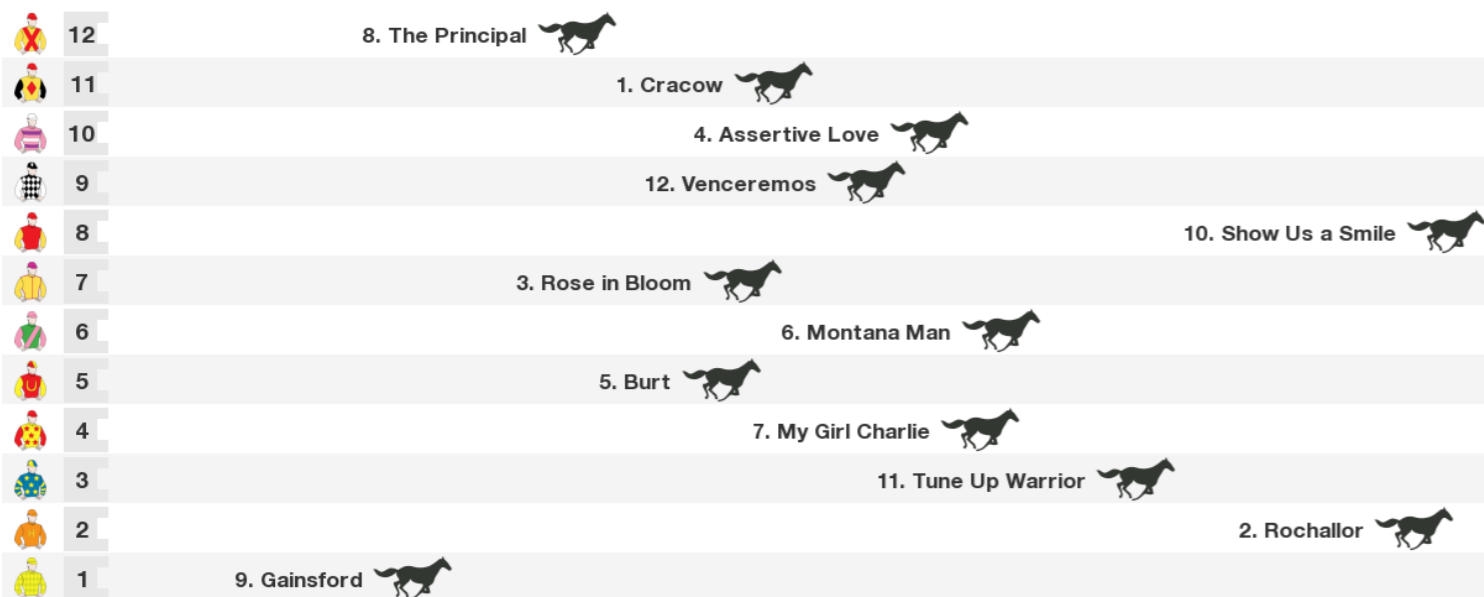 12 8. The Principal
11 1. Cracow
10 4. Assertive Love
9 12. Venceremos
8 10. Show Us a Smile
7 3. Rose in Bloom
6 6. Montana Man
5 5. Burt
4 7. My Girl Charlie
3 11. Tune Up Warrior
2 2. Rochallor
1 9. Gainsford